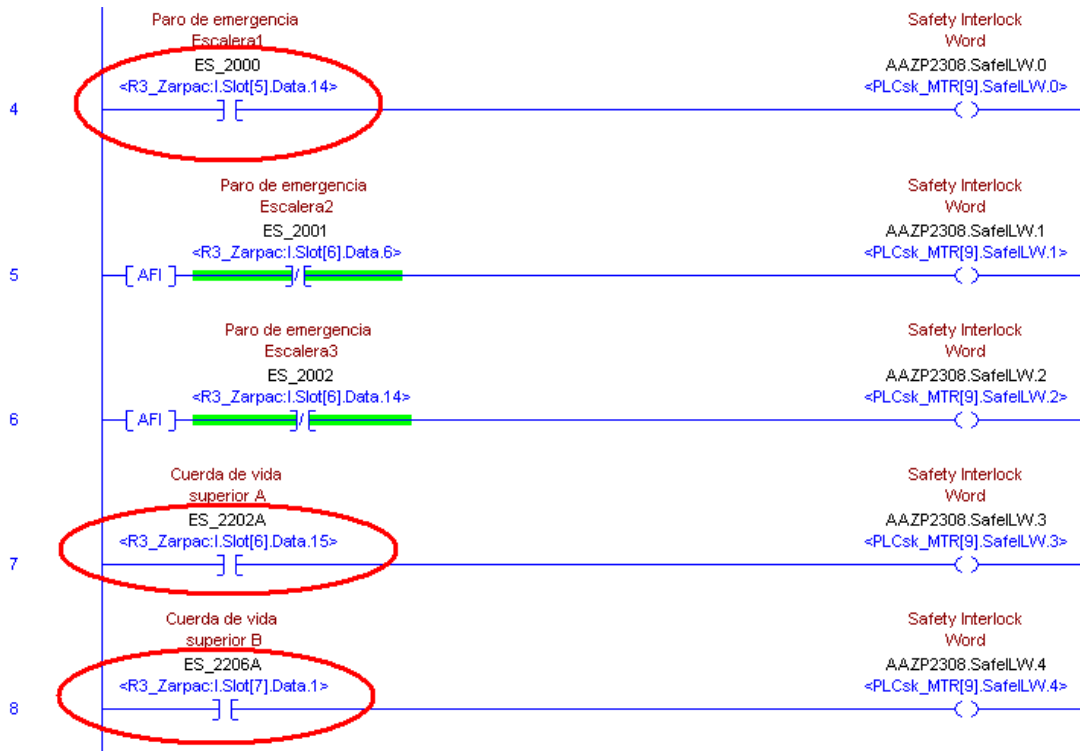 Paro de emergencia
Escalera1
ES_2000
<R3_Zarpac:I.Slot[5].Data.14>
Safety Interlock
Word
AAZP2308.SafeILW.0
<PLCsk_MTR[9].SafeILW.0>
4
Paro de emergencia
Escalera2
ES_2001
<R3_Zarpac:I.Slot[6].Data.6>
Safety Interlock
Word
AAZP2308.SafeILW.1
<PLCsk_MTR[9].SafeILW.1>
5
AFI
Paro de emergencia
Escalera3
ES_2002
<R3_Zarpac:I.Slot[6].Data.14>
Safety Interlock
Word
AAZP2308.SafeILW.2
<PLCsk_MTR[9].SafeILW.2>
6
AFI
Cuerda de vida
superior A
ES_2202A
<R3_Zarpac:I.Slot[6].Data.15>
Safety Interlock
Word
AAZP2308.SafeILW.3
<PLCsk_MTR[9].SafeILW.3>
7
Cuerda de vida
superior B
ES_2206A
<R3_Zarpac:I.Slot[7].Data.1>
Safety Interlock
Word
AAZP2308.SafeILW.4
<PLCsk_MTR[9].SafeILW.4>
8